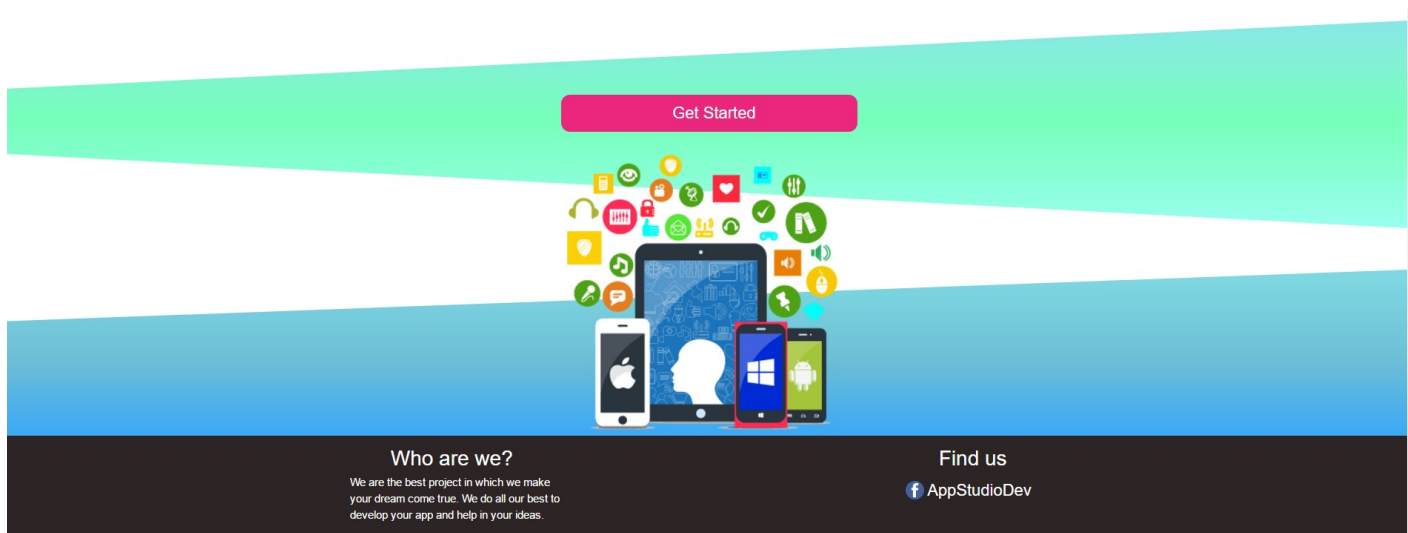 Get Started
Who are we?
We are the best project in which we make
your dream come true. We do all our best to
develop your app and help in your ideas.
Find us
AppStudioDev